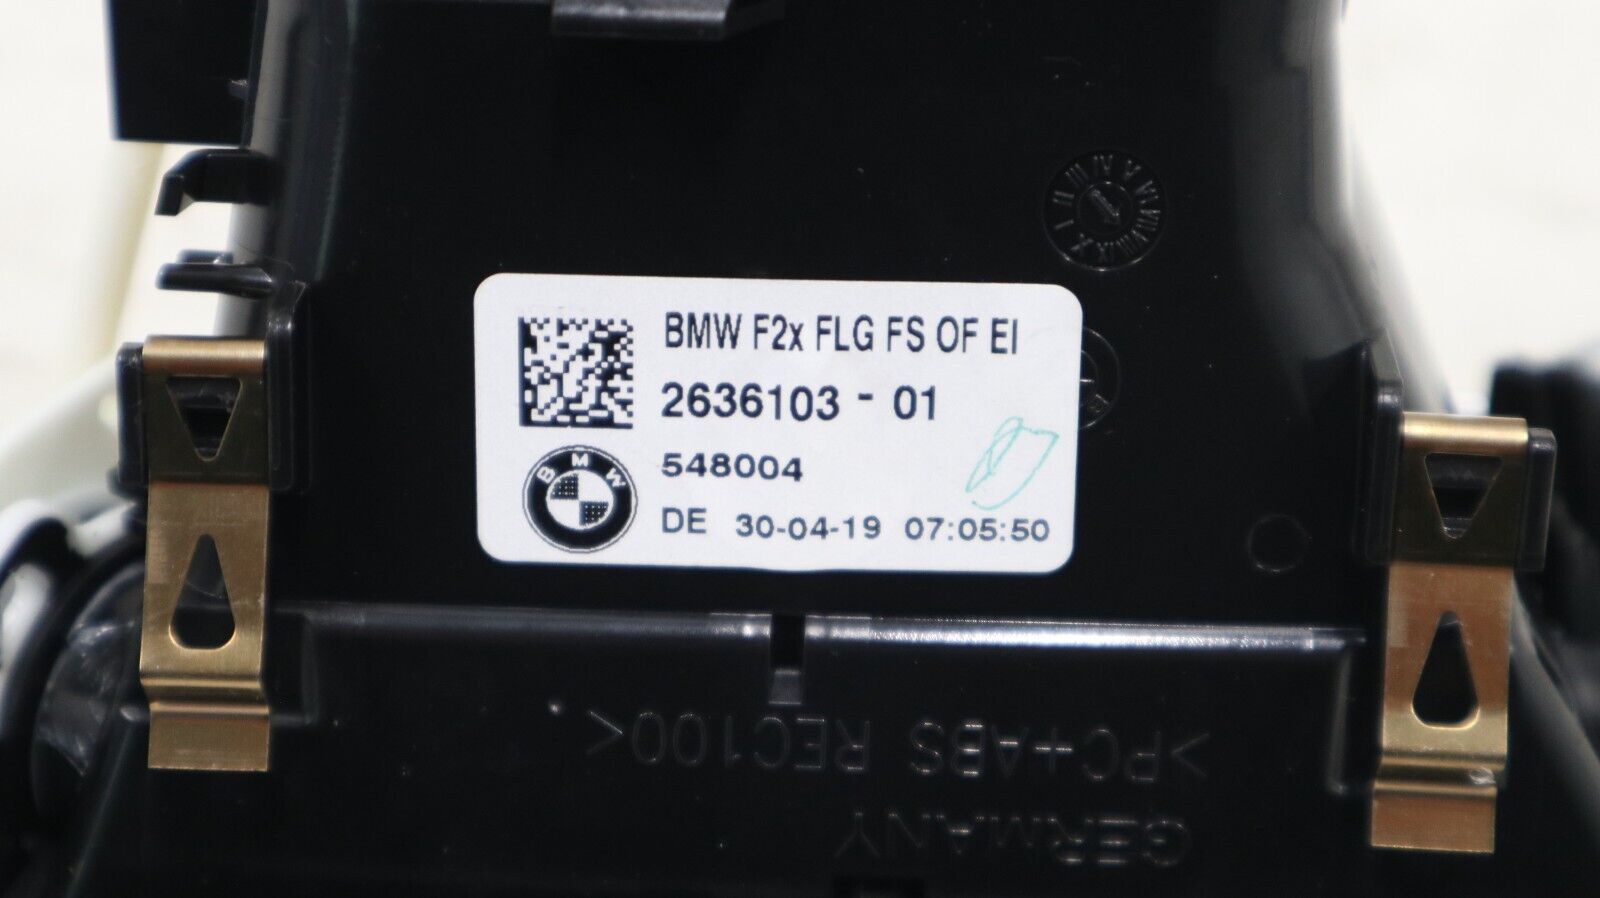 BMW F2x FLG FS OF EI
2636103 - 01
548004
BMW
DE 30-04-19 07:05:50
>PC+ABS REC100<
GERMANY